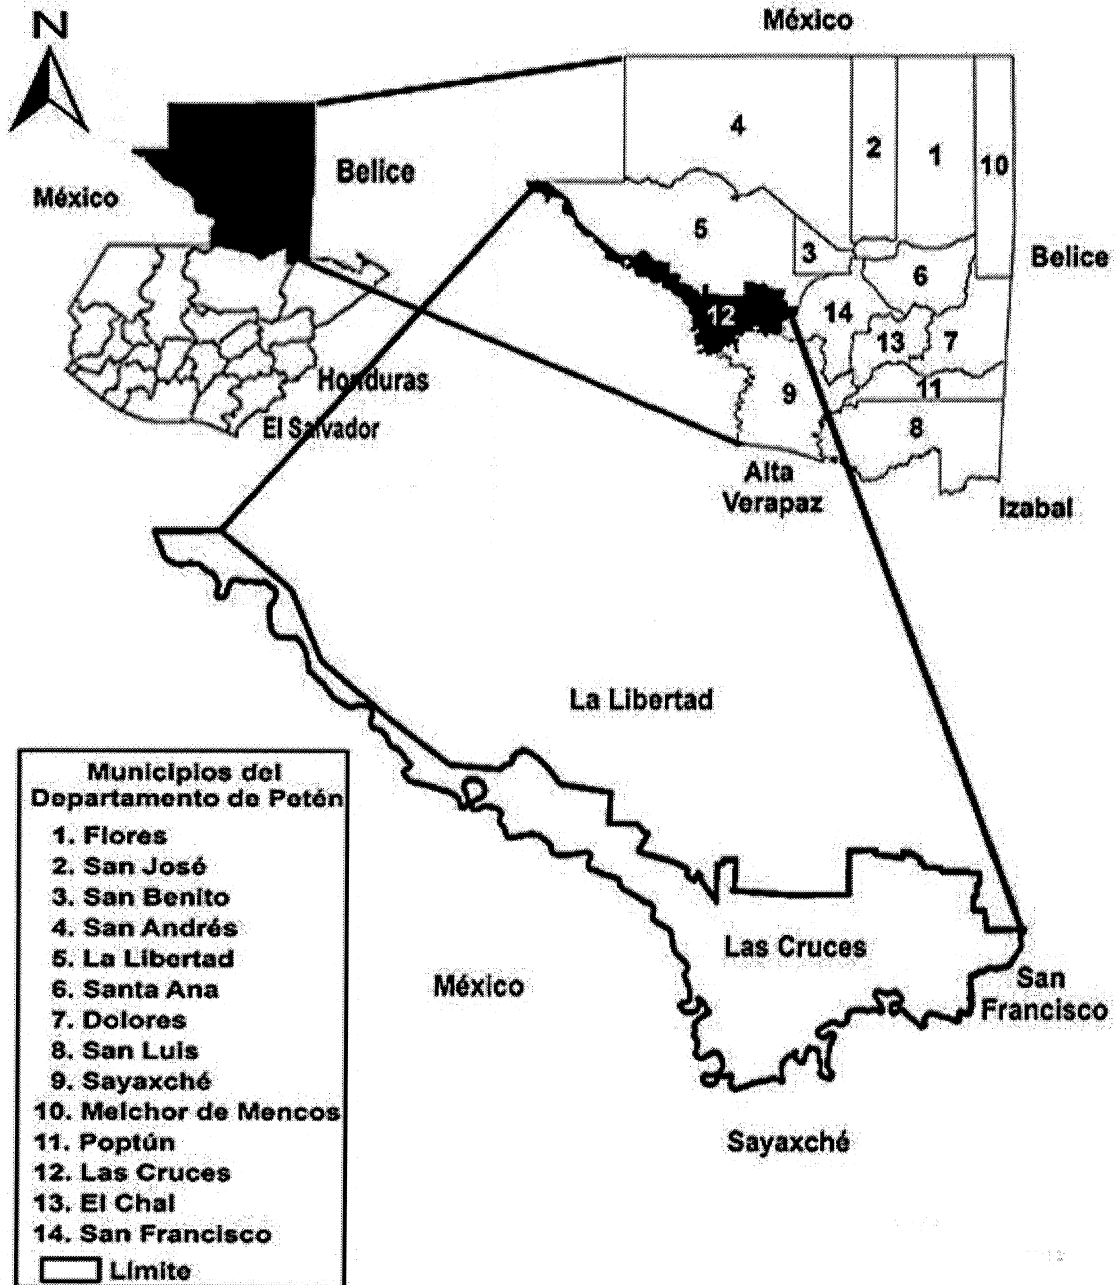 N
México
4
2
1
10
México
Belice
5
3
6
Belice
12
14
13
7
9
11
8
Honduras
El Salvador
Alta
Verapaz
Izabal
La Libertad
Las Cruces
México
San
Francisco
Sayaxché
Municipios del
Departamento de Petén
1. Flores
2. San José
3. San Benito
4. San Andrés
5. La Libertad
6. Santa Ana
7. Dolores
8. San Luis
9. Sayaxché
10. Melchor de Mencos
11. Poptún
12. Las Cruces
13. El Chal
14. San Francisco
Límite